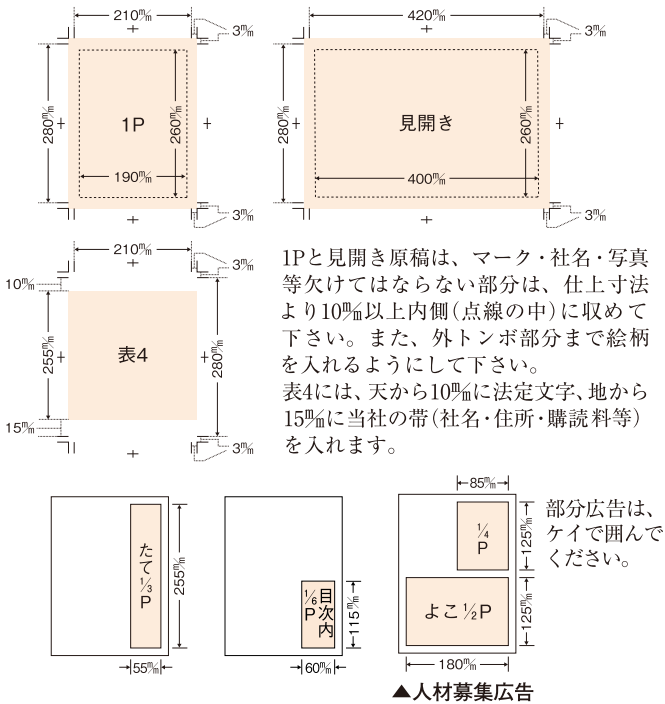 210㎜
3㎜
280㎜
1P
260㎜
190㎜
3㎜
420㎜
3㎜
280㎜
見開き
260㎜
400㎜
3㎜
210㎜
3㎜
10㎜
255㎜
表4
280㎜
15㎜
3㎜
1Pと見開き原稿は、マーク・社名・写真
等欠けてはならない部分は、仕上寸法
より10㎜以上内側(点線の中)に収めて
下さい。また、外トンボ部分まで絵柄
を入れるようにして下さい。
表4には、天から10㎜に法定文字、地から
15㎜に当社の帯(社名・住所・購読料等)
を入れます。
たて1/3P
255㎜
55㎜
目次内
1/6P
115㎜
60㎜
85㎜
1/4
P
125㎜
よこ1/2P
125㎜
180㎜
部分広告は、
ケイで囲んで
ください。
▲人材募集広告